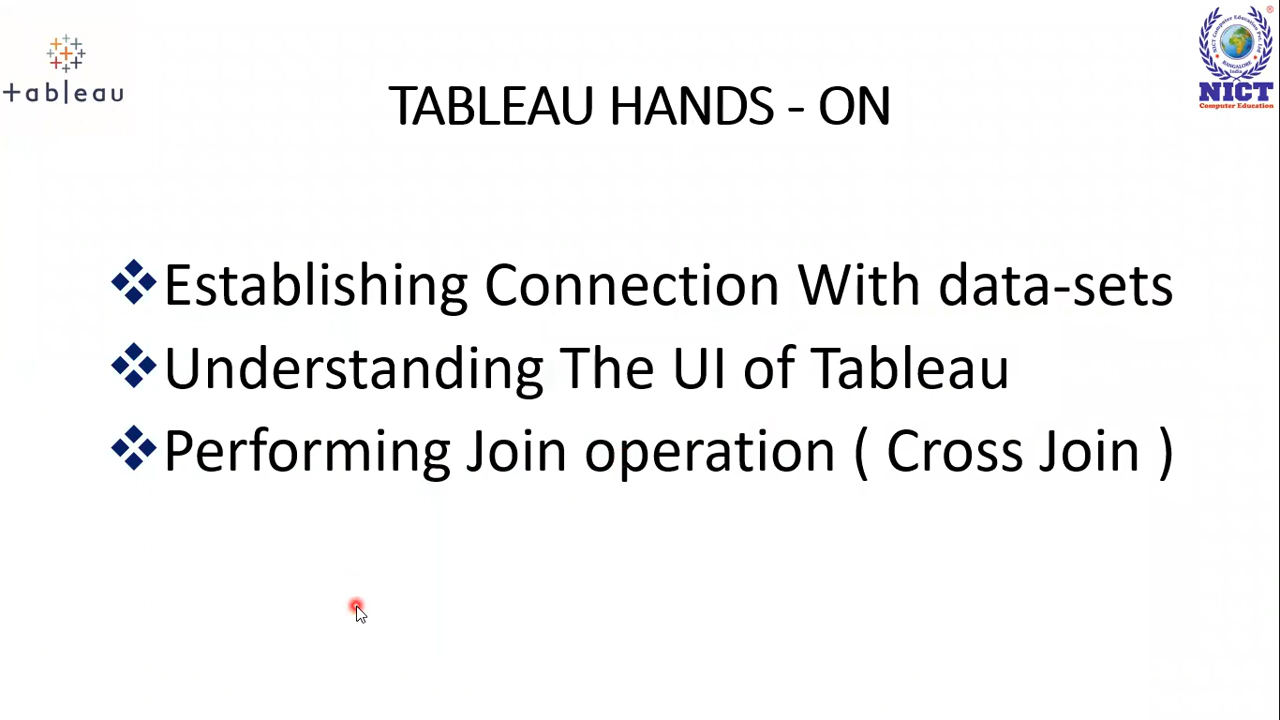 +ableau
NICT
Computer Education
TABLEAU HANDS - ON
Establishing Connection With data-sets
Understanding The UI of Tableau
Performing Join operation ( Cross Join )